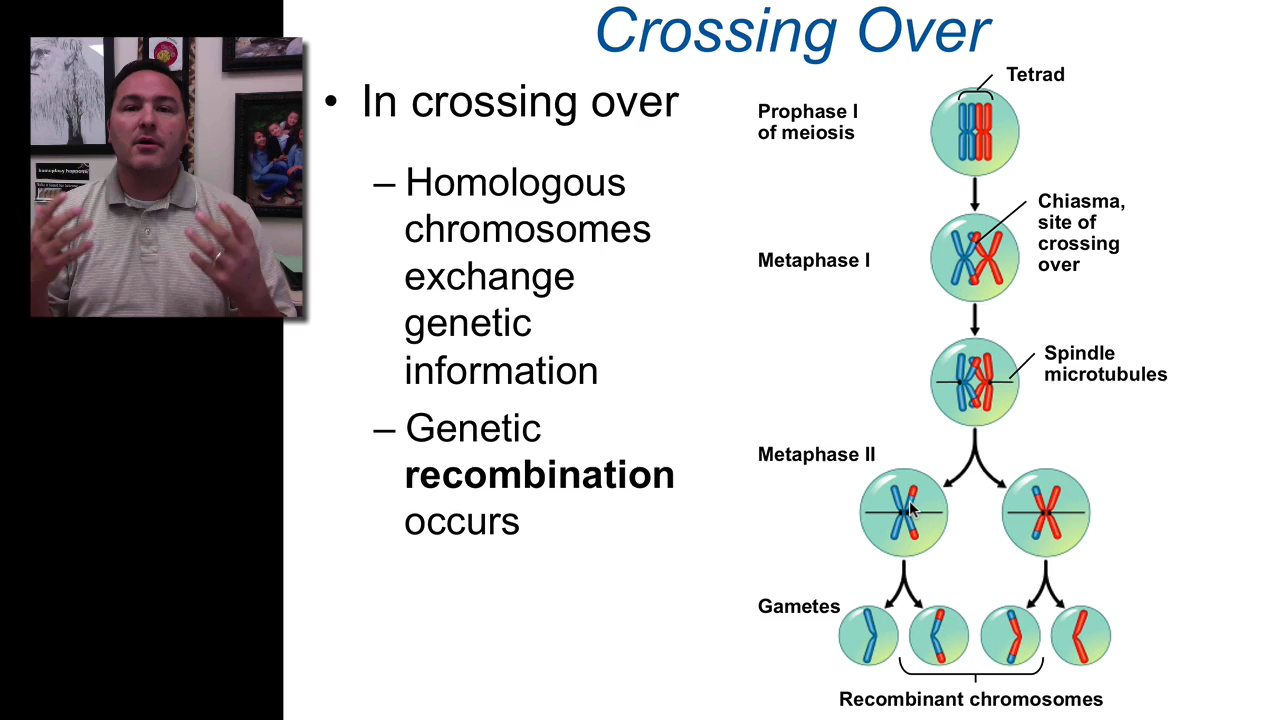 Crossing Over
• In crossing over
– Homologous
chromosomes
exchange
genetic
information
– Genetic
recombination
occurs
Tetrad
Prophase I
of meiosis
Chiasma,
site of
crossing
over
Metaphase I
Spindle
microtubules
Metaphase II
Gametes
Recombinant chromosomes